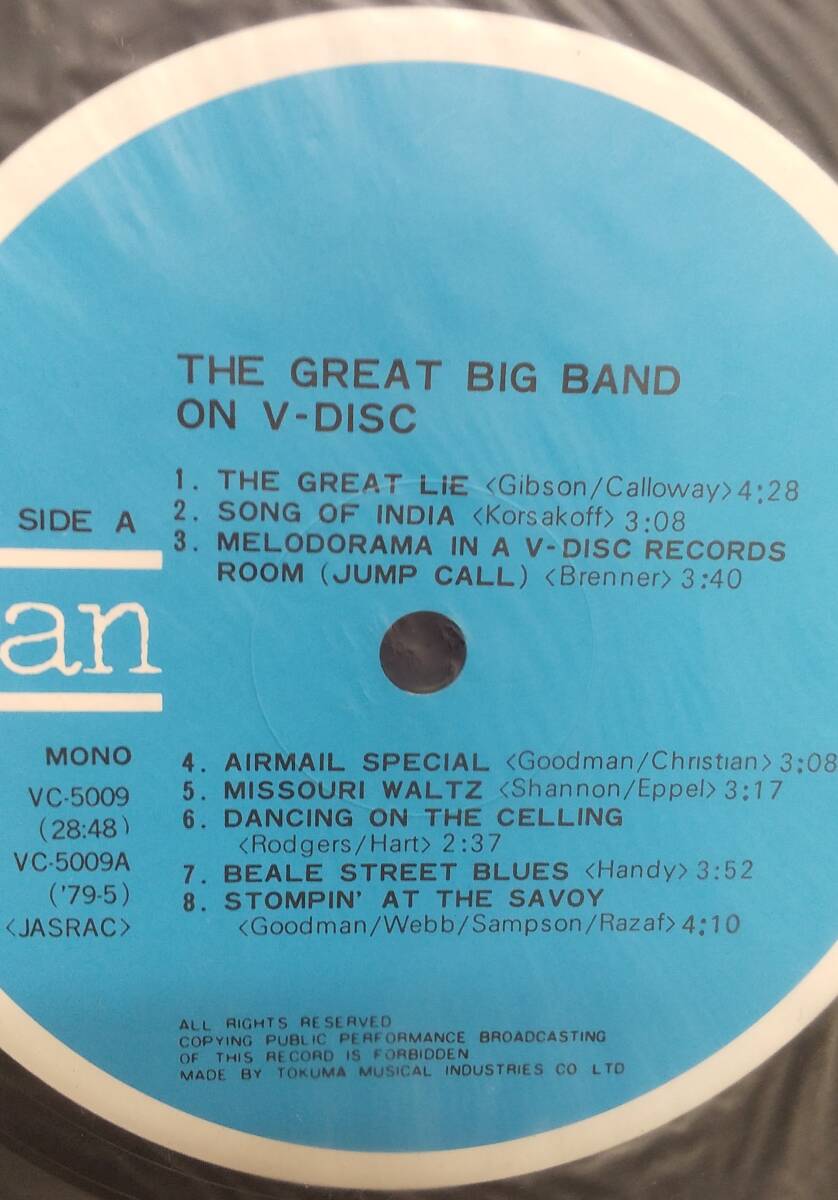 THE GREAT BIG BAND
ON V-DISC
SIDE A
1. THE GREAT LIE <Gibson/Calloway> 4:28
2. SONG OF INDIA <Korsakoff> 3:08
3. MELODORAMA IN A V-DISC RECORDS
ROOM (JUMP CALL) <Brenner> 3:40
an
MONO
VC-5009
(28:48)
VC-5009A
('79-5)
<JASRAC>
4. AIRMAIL SPECIAL <Goodman/Christian> 3:08
5. MISSOURI WALTZ <Shannon/Eppel> 3:17
6. DANCING ON THE CELLING
<Rodgers/Hart> 2:37
7. BEALE STREET BLUES <Handy> 3:52
8. STOMPIN' AT THE SAVOY
<Goodman/Webb/Sampson/Razaf> 4:10
ALL RIGHTS RESERVED
COPYING PUBLIC PERFORMANCE BROADCASTING
OF THIS RECORD IS FORBIDDEN
MADE BY TOKUMA MUSICAL INDUSTRIES CO LTD